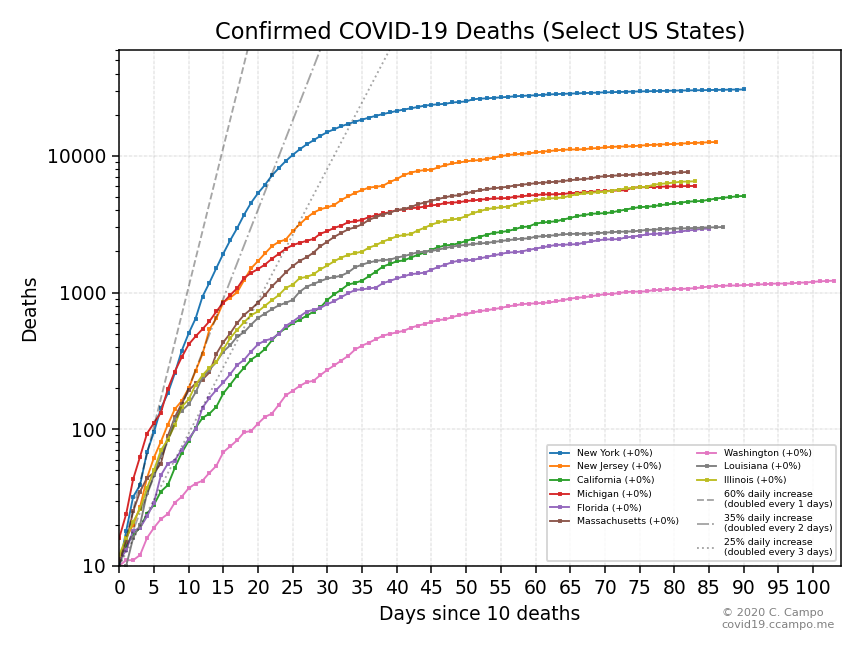 Confirmed COVID-19 Deaths (Select US States)
Deaths
10000
1000
100
10
0 5 10 15 20 25 30 35 40 45 50 55 60 65 70 75 80 85 90 95 100
Days since 10 deaths
New York (+0%)
New Jersey (+0%)
California (+0%)
Michigan (+0%)
Florida (+0%)
Massachusetts (+0%)
Washington (+0%)
Louisiana (+0%)
Illinois (+0%)
60% daily increase
(doubled every 1 days)
35% daily increase
(doubled every 2 days)
25% daily increase
(doubled every 3 days)
© 2020 C. Campo
covid19.ccampo.me